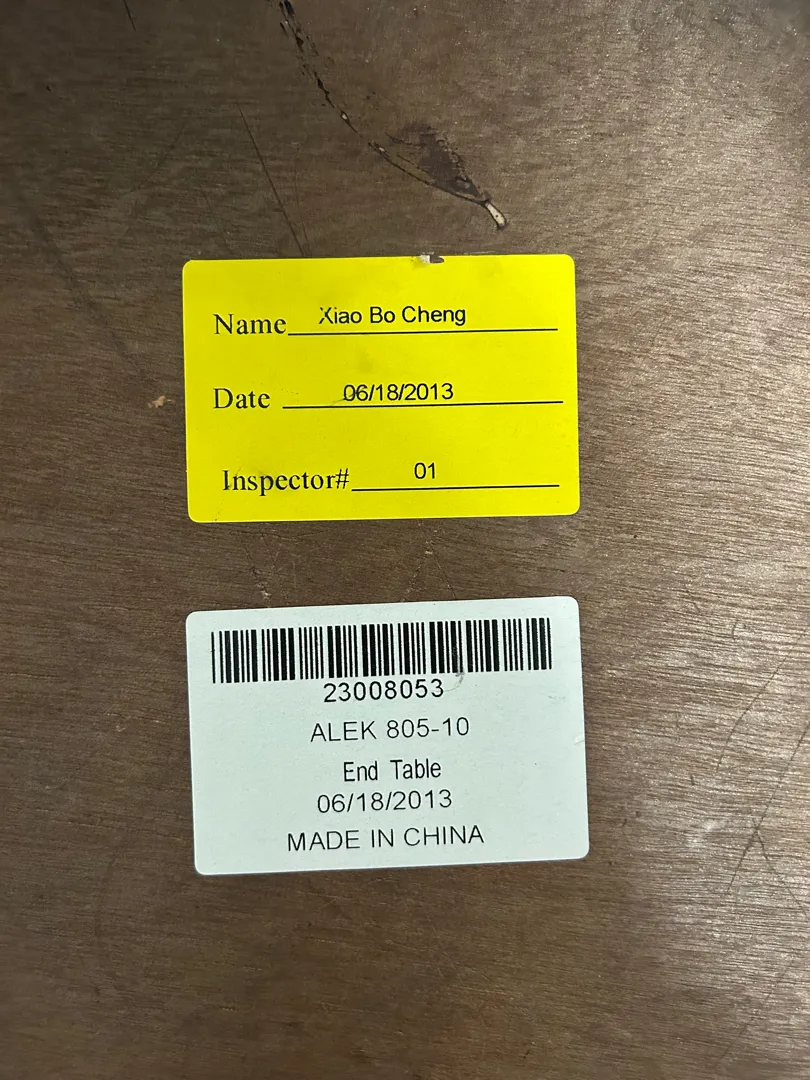 Name Xiao Bo Cheng
Date 06/18/2013
Inspector# 01
23008053
ALEK 805-10
End Table
06/18/2013
MADE IN CHINA